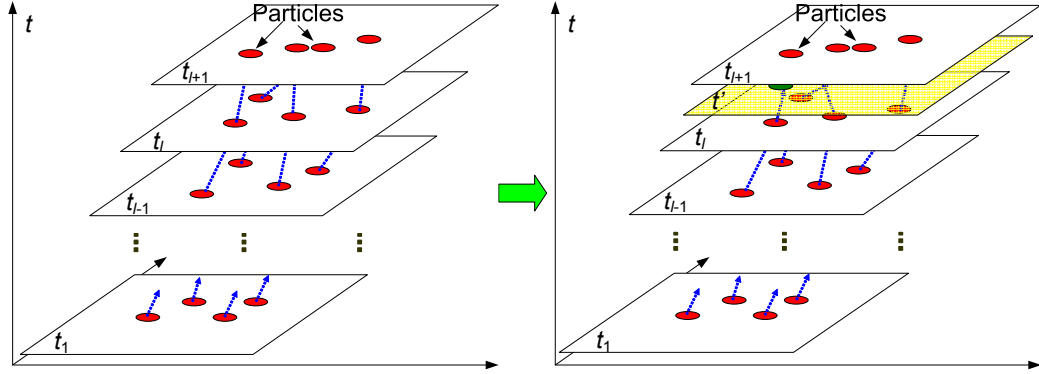 t
Particles
t_{l+1}
t_l
t_{l-1}
t_1
t
Particles
t_{l+1}
t'
t_l
t_{l-1}
t_1